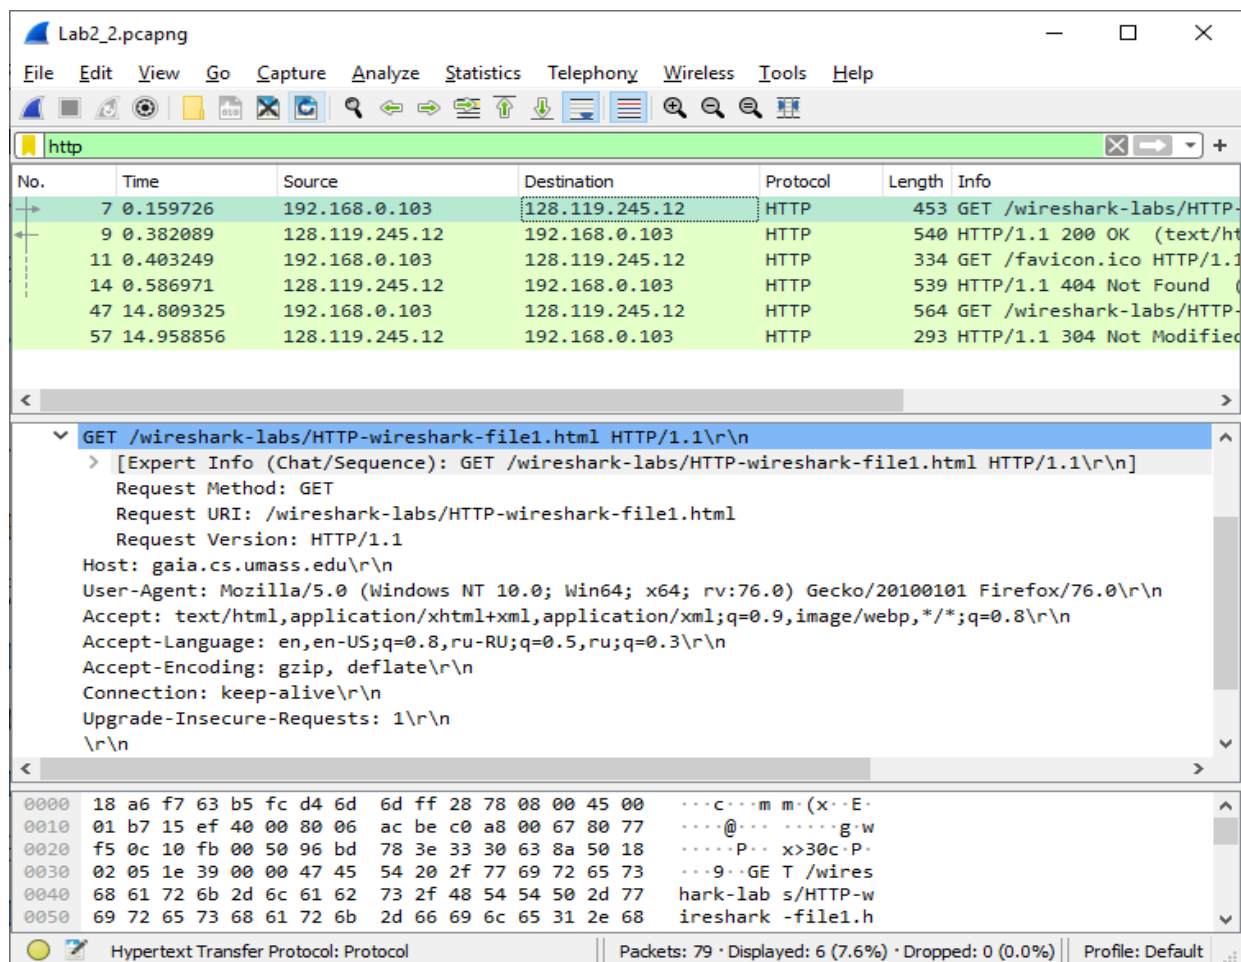 Lab2_2.pcapng
File Edit View Go Capture Analyze Statistics Telephony Wireless Tools Help
http
No. Time Source Destination Protocol Length Info
7 0.159726 192.168.0.103 128.119.245.12 HTTP 453 GET /wireshark-labs/HTTP-
9 0.382089 128.119.245.12 192.168.0.103 HTTP 540 HTTP/1.1 200 OK (text/ht
11 0.403249 192.168.0.103 128.119.245.12 HTTP 334 GET /favicon.ico HTTP/1.1
14 0.586971 128.119.245.12 192.168.0.103 HTTP 539 HTTP/1.1 404 Not Found (
47 14.809325 192.168.0.103 128.119.245.12 HTTP 564 GET /wireshark-labs/HTTP-
57 14.958856 128.119.245.12 192.168.0.103 HTTP 293 HTTP/1.1 304 Not Modified
GET /wireshark-labs/HTTP-wireshark-file1.html HTTP/1.1\r\n
[Expert Info (Chat/Sequence): GET /wireshark-labs/HTTP-wireshark-file1.html HTTP/1.1\r\n]
Request Method: GET
Request URI: /wireshark-labs/HTTP-wireshark-file1.html
Request Version: HTTP/1.1
Host: gaia.cs.umass.edu\r\n
User-Agent: Mozilla/5.0 (Windows NT 10.0; Win64; x64; rv:76.0) Gecko/20100101 Firefox/76.0\r\n
Accept: text/html,application/xhtml+xml,application/xml;q=0.9,image/webp,*/*;q=0.8\r\n
Accept-Language: en,en-US;q=0.8,ru-RU;q=0.5,ru;q=0.3\r\n
Accept-Encoding: gzip, deflate\r\n
Connection: keep-alive\r\n
Upgrade-Insecure-Requests: 1\r\n
\r\n
0000 18 a6 f7 63 b5 fc d4 6d 6d ff 28 78 08 00 45 00 ···c···m m·(x··E·
0010 01 b7 15 ef 40 00 80 06 ac be c0 a8 00 67 80 77 ····@··· ·····g·w
0020 f5 0c 10 fb 00 50 96 bd 78 3e 33 30 63 8a 50 18 ·····P·· x>30c·P·
0030 02 05 1e 39 00 00 47 45 54 20 2f 77 69 72 65 73 ···9··GE T /wires
0040 68 61 72 6b 2d 6c 61 62 73 2f 48 54 54 50 2d 77 hark-lab s/HTTP-w
0050 69 72 65 73 68 61 72 6b 2d 66 69 6c 65 31 2e 68 ireshark -file1.h
Hypertext Transfer Protocol: Protocol Packets: 79 · Displayed: 6 (7.6%) · Dropped: 0 (0.0%) Profile: Default